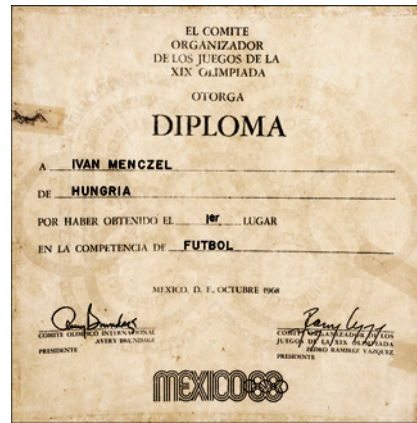 EL COMITE
ORGANIZADOR
DE LOS JUEGOS DE LA
XIX OLIMPIADA
OTORGA
DIPLOMA
A IVAN MENCZEL
DE HUNGRIA
POR HABER OBTENIDO EL 1er LUGAR
EN LA COMPETENCIA DE FUTBOL
MEXICO, D. F., OCTUBRE 1968
COMITE OLIMPICO INTERNACIONAL
AVERY BRUNDAGE
PRESIDENTE
COMITE ORGANIZADOR DE LOS
JUEGOS DE LA XIX OLIMPIADA
PEDRO RAMIREZ VAZQUEZ
PRESIDENTE
MEXICO68